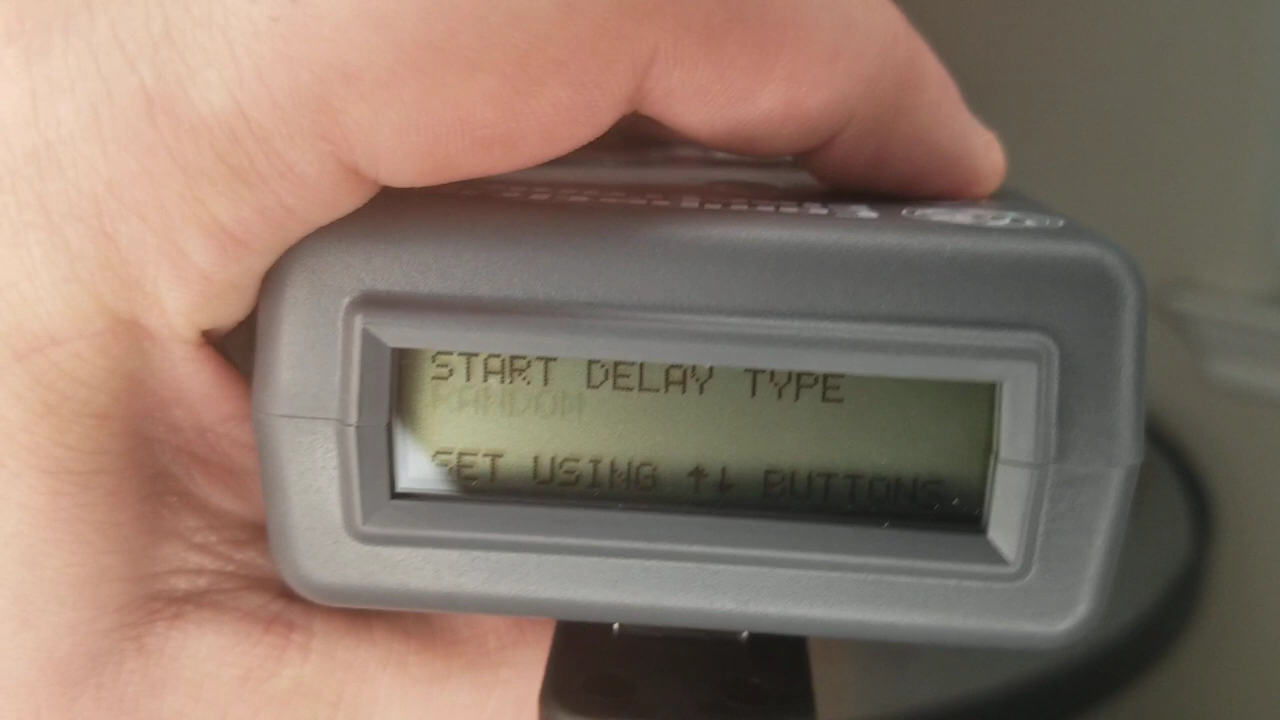 START DELAY TYPE
RANDOM
SET USING ↑↓ BUTTONS